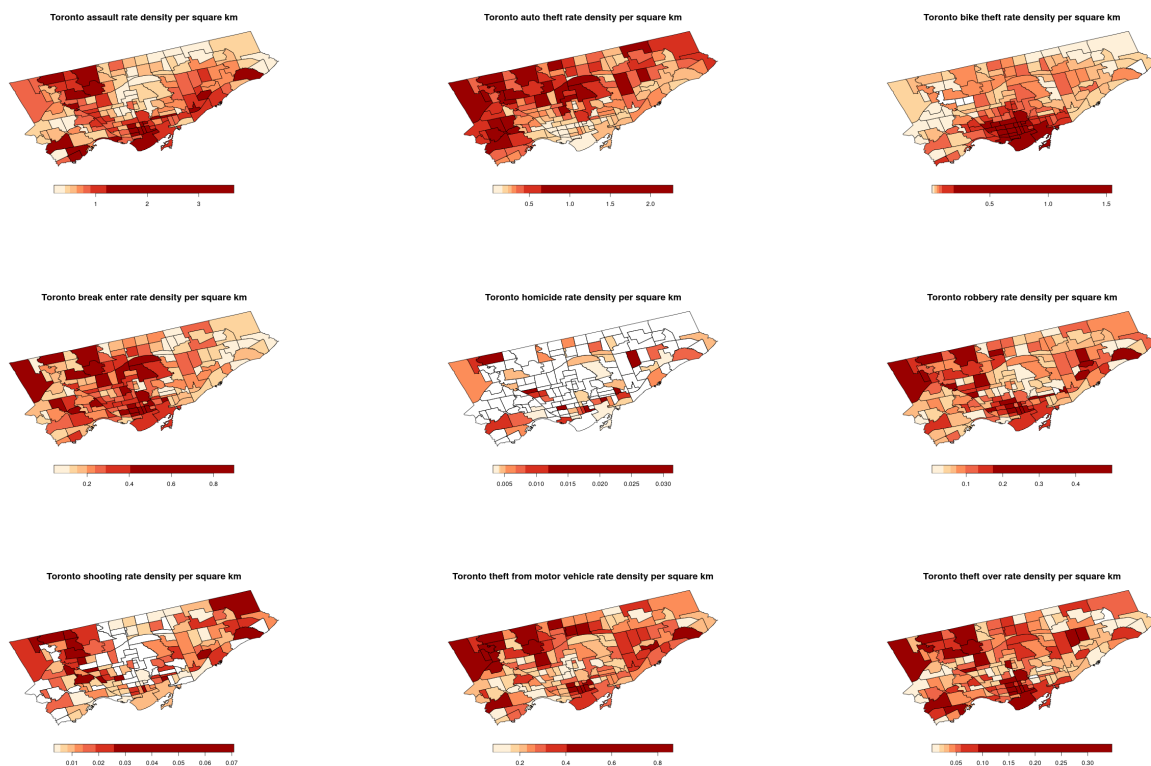 Toronto assault rate density per square km
Toronto auto theft rate density per square km
Toronto bike theft rate density per square km
1 2 3
0.5 1.0 1.5 2.0
0.5 1.0 1.5
Toronto break enter rate density per square km
Toronto homicide rate density per square km
Toronto robbery rate density per square km
0.2 0.4 0.6 0.8
0.005 0.010 0.015 0.020 0.025 0.030
0.1 0.2 0.3 0.4
Toronto shooting rate density per square km
Toronto theft from motor vehicle rate density per square km
Toronto theft over rate density per square km
0.01 0.02 0.03 0.04 0.05 0.06 0.07
0.2 0.4 0.6 0.8
0.05 0.10 0.15 0.20 0.25 0.30